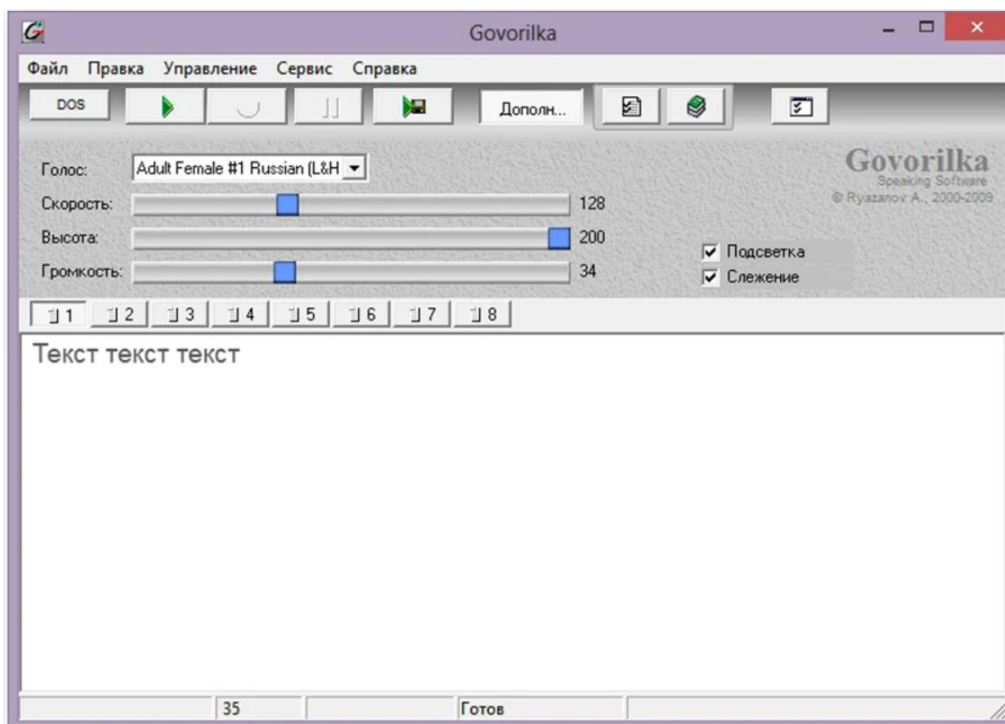 Govorilka
Файл Правка Управление Сервис Справка
DOS Дополн...
Голос: Adult Female #1 Russian (L&H
Govorilka
Speaking Software
© Ryazanov A., 2000-2009
Скорость: 128
Высота: 200
Громкость: 34
Подсветка
Слежение
1 2 3 4 5 6 7 8
Текст текст текст
35 Готов